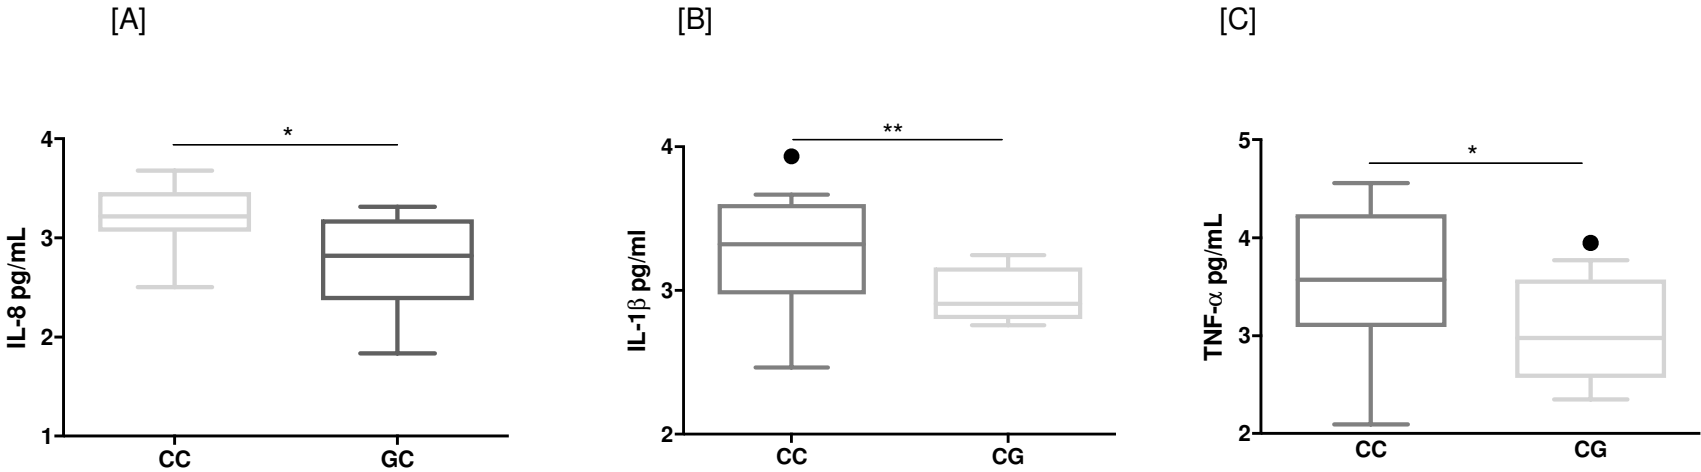 [A]
*
4
3
2
1
IL-8 pg/mL
CC
GC
[B]
**
4
3
2
IL-1β pg/ml
CC
CG
[C]
*
5
4
3
2
TNF-α pg/mL
CC
CG